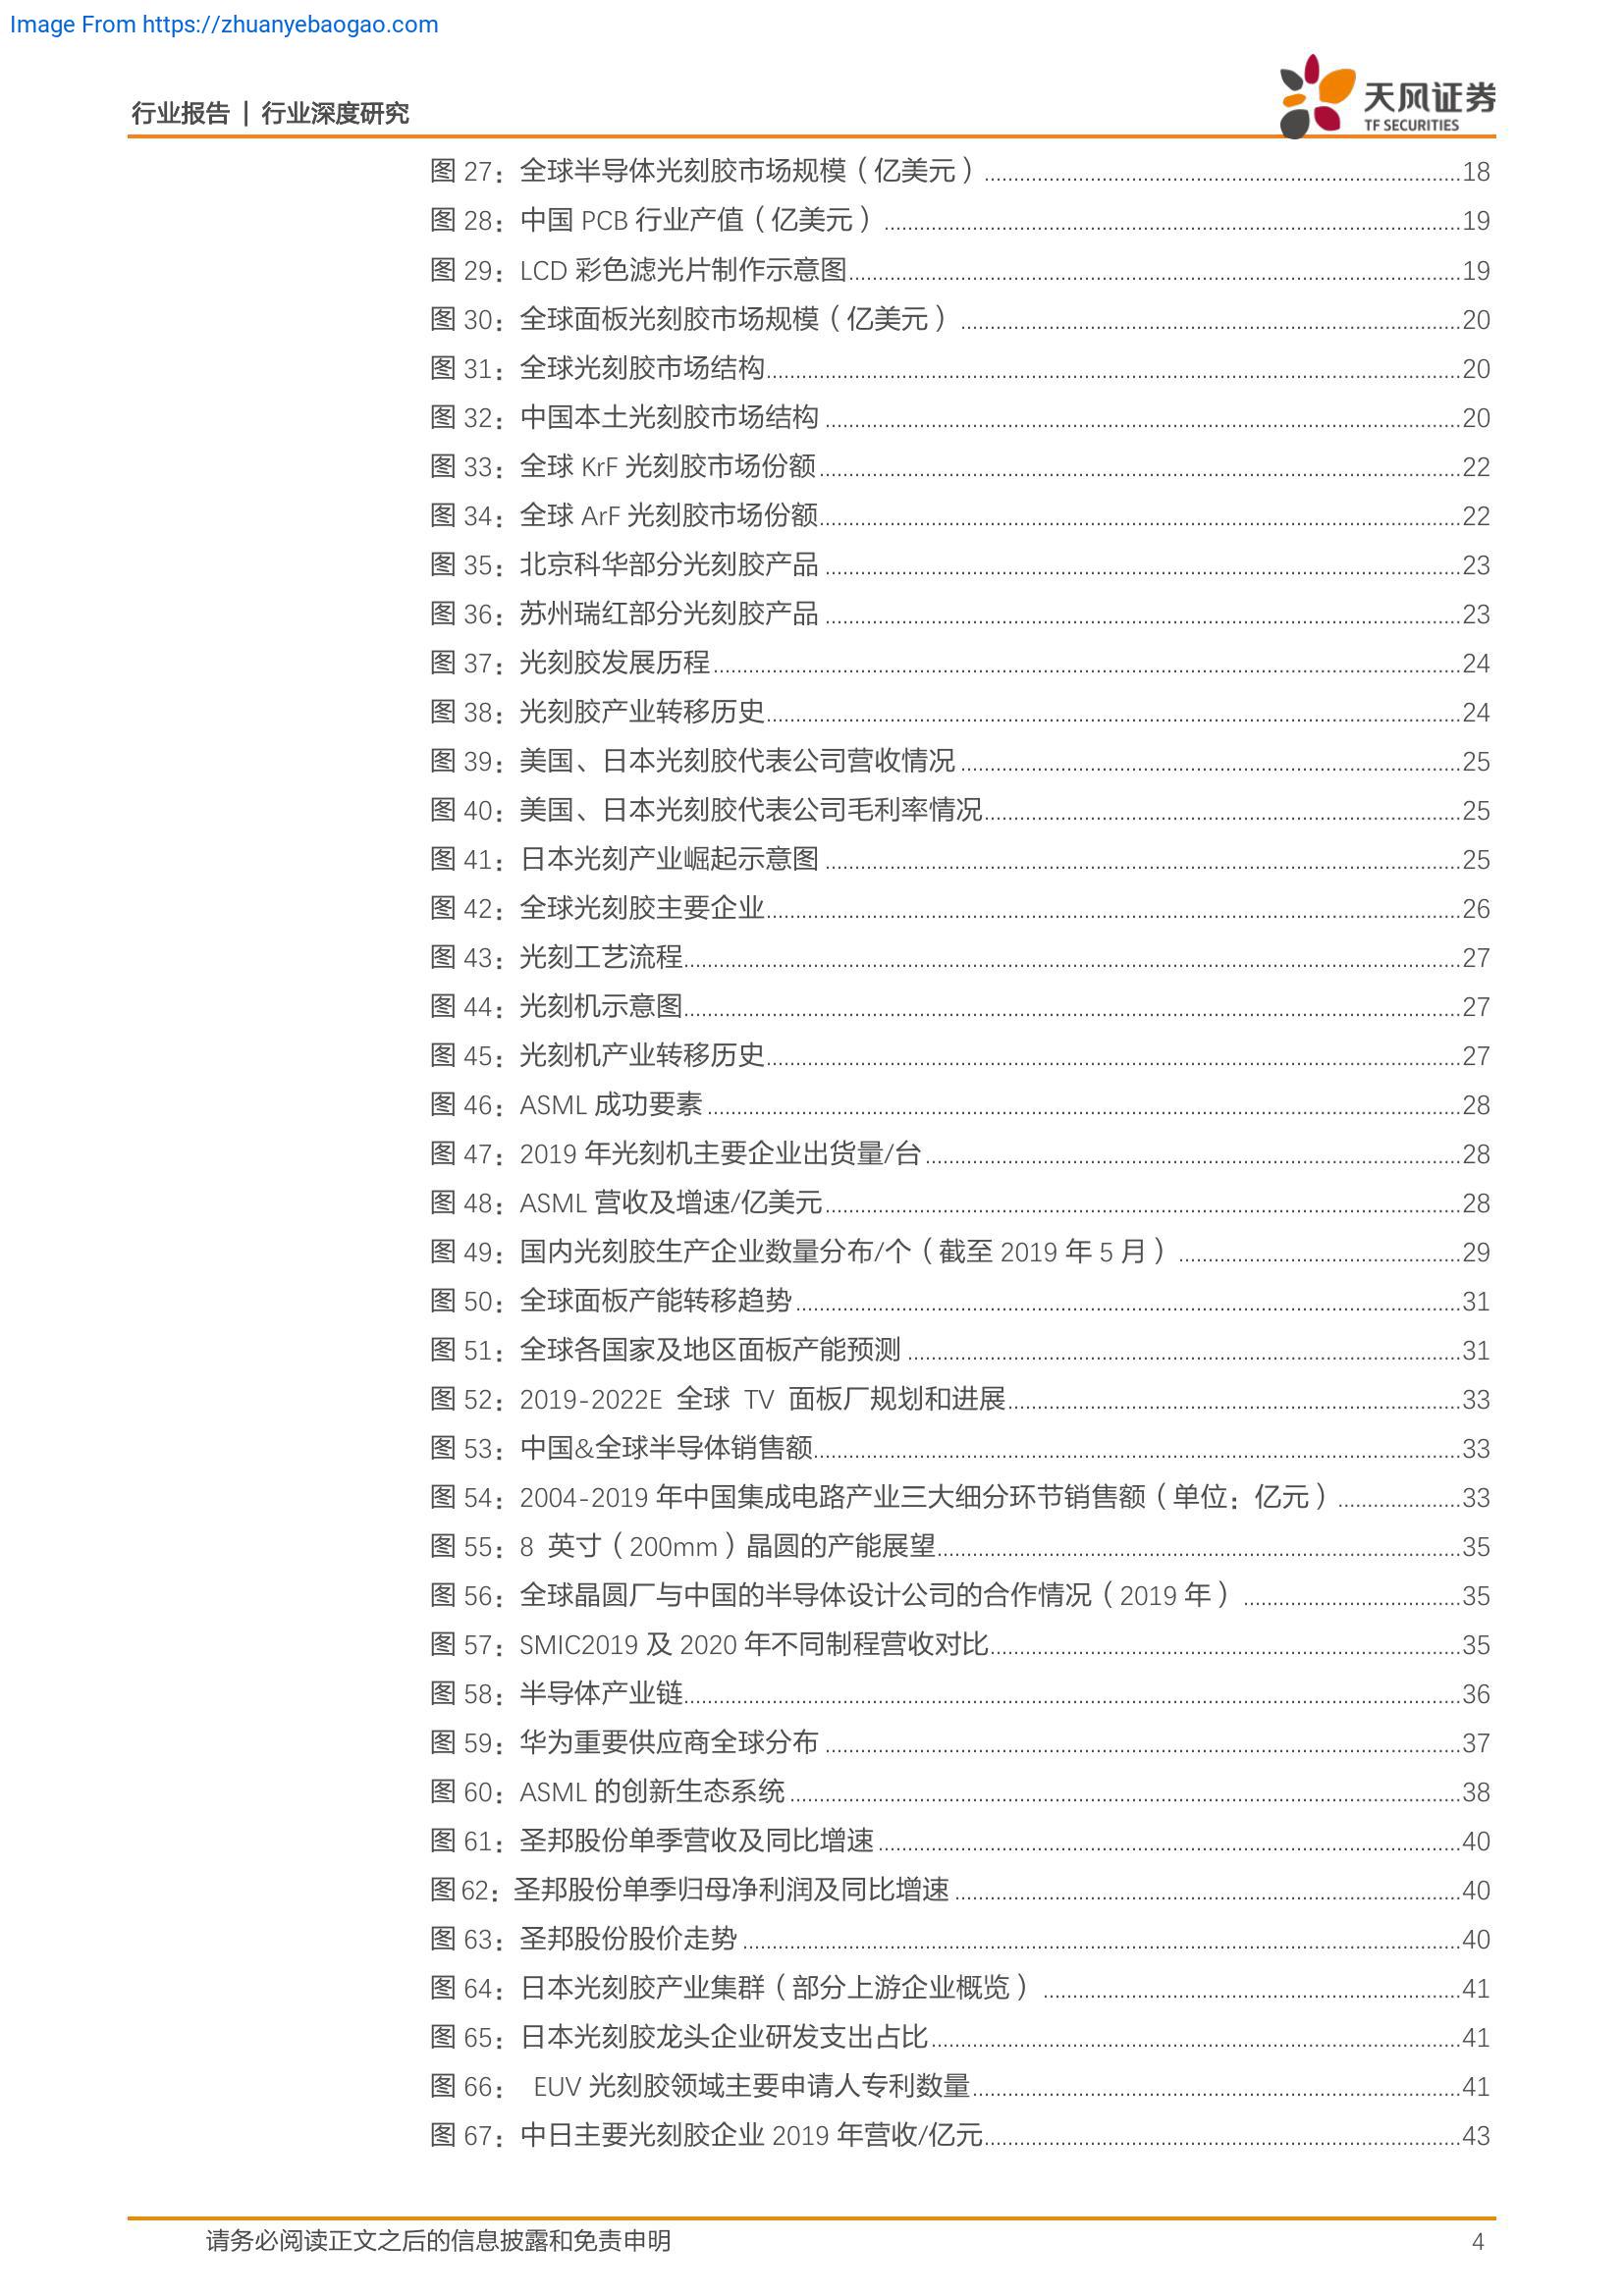 Image From https://zhuanyebaogao.com
行业报告 | 行业深度研究
天风证券
TF SECURITIES
图 27：全球半导体光刻胶市场规模（亿美元）......18
图 28：中国 PCB 行业产值（亿美元）......19
图 29：LCD 彩色滤光片制作示意图......19
图 30：全球面板光刻胶市场规模（亿美元）......20
图 31：全球光刻胶市场结构......20
图 32：中国本土光刻胶市场结构......20
图 33：全球 KrF 光刻胶市场份额......22
图 34：全球 ArF 光刻胶市场份额......22
图 35：北京科华部分光刻胶产品......23
图 36：苏州瑞红部分光刻胶产品......23
图 37：光刻胶发展历程......24
图 38：光刻胶产业转移历史......24
图 39：美国、日本光刻胶代表公司营收情况......25
图 40：美国、日本光刻胶代表公司毛利率情况......25
图 41：日本光刻产业崛起示意图......25
图 42：全球光刻胶主要企业......26
图 43：光刻工艺流程......27
图 44：光刻机示意图......27
图 45：光刻机产业转移历史......27
图 46：ASML 成功要素......28
图 47：2019 年光刻机主要企业出货量/台......28
图 48：ASML 营收及增速/亿美元......28
图 49：国内光刻胶生产企业数量分布/个（截至 2019 年 5 月）......29
图 50：全球面板产能转移趋势......31
图 51：全球各国家及地区面板产能预测......31
图 52：2019-2022E 全球 TV 面板厂规划和进展......33
图 53：中国&全球半导体销售额......33
图 54：2004-2019 年中国集成电路产业三大细分环节销售额（单位：亿元）......33
图 55：8 英寸（200mm）晶圆的产能展望......35
图 56：全球晶圆厂与中国的半导体设计公司的合作情况（2019 年）......35
图 57：SMIC2019 及 2020 年不同制程营收对比......35
图 58：半导体产业链......36
图 59：华为重要供应商全球分布......37
图 60：ASML 的创新生态系统......38
图 61：圣邦股份单季营收及同比增速......40
图 62：圣邦股份单季归母净利润及同比增速......40
图 63：圣邦股份股价走势......40
图 64：日本光刻胶产业集群（部分上游企业概览）......41
图 65：日本光刻胶龙头企业研发支出占比......41
图 66： EUV 光刻胶领域主要申请人专利数量......41
图 67：中日主要光刻胶企业 2019 年营收/亿元......43
请务必阅读正文之后的信息披露和免责申明 4